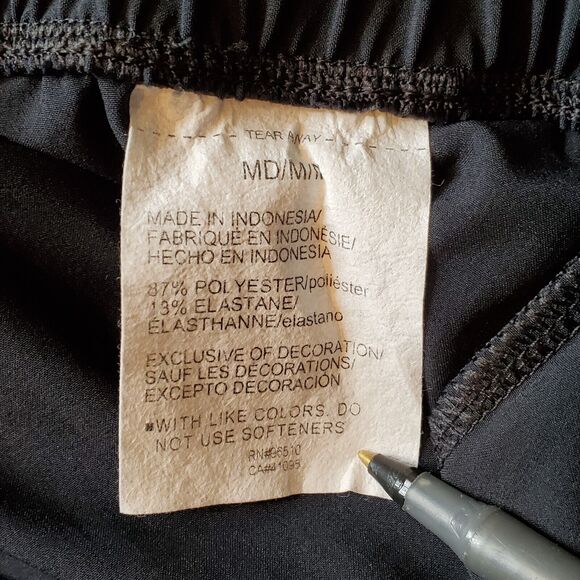 TEAR AWAY
MD/M/M
MADE IN INDONESIA/
FABRIQUE EN INDONÉSIE/
HECHO EN INDONESIA
87% POLYESTER/poliéster
13% ELASTANE/
ÉLASTHANNE/elastano
EXCLUSIVE OF DECORATION/
SAUF LES DÉCORATIONS/
EXCEPTO DECORACIÓN
*WITH LIKE COLORS. DO
NOT USE SOFTENERS
RN#96510
CA#41095